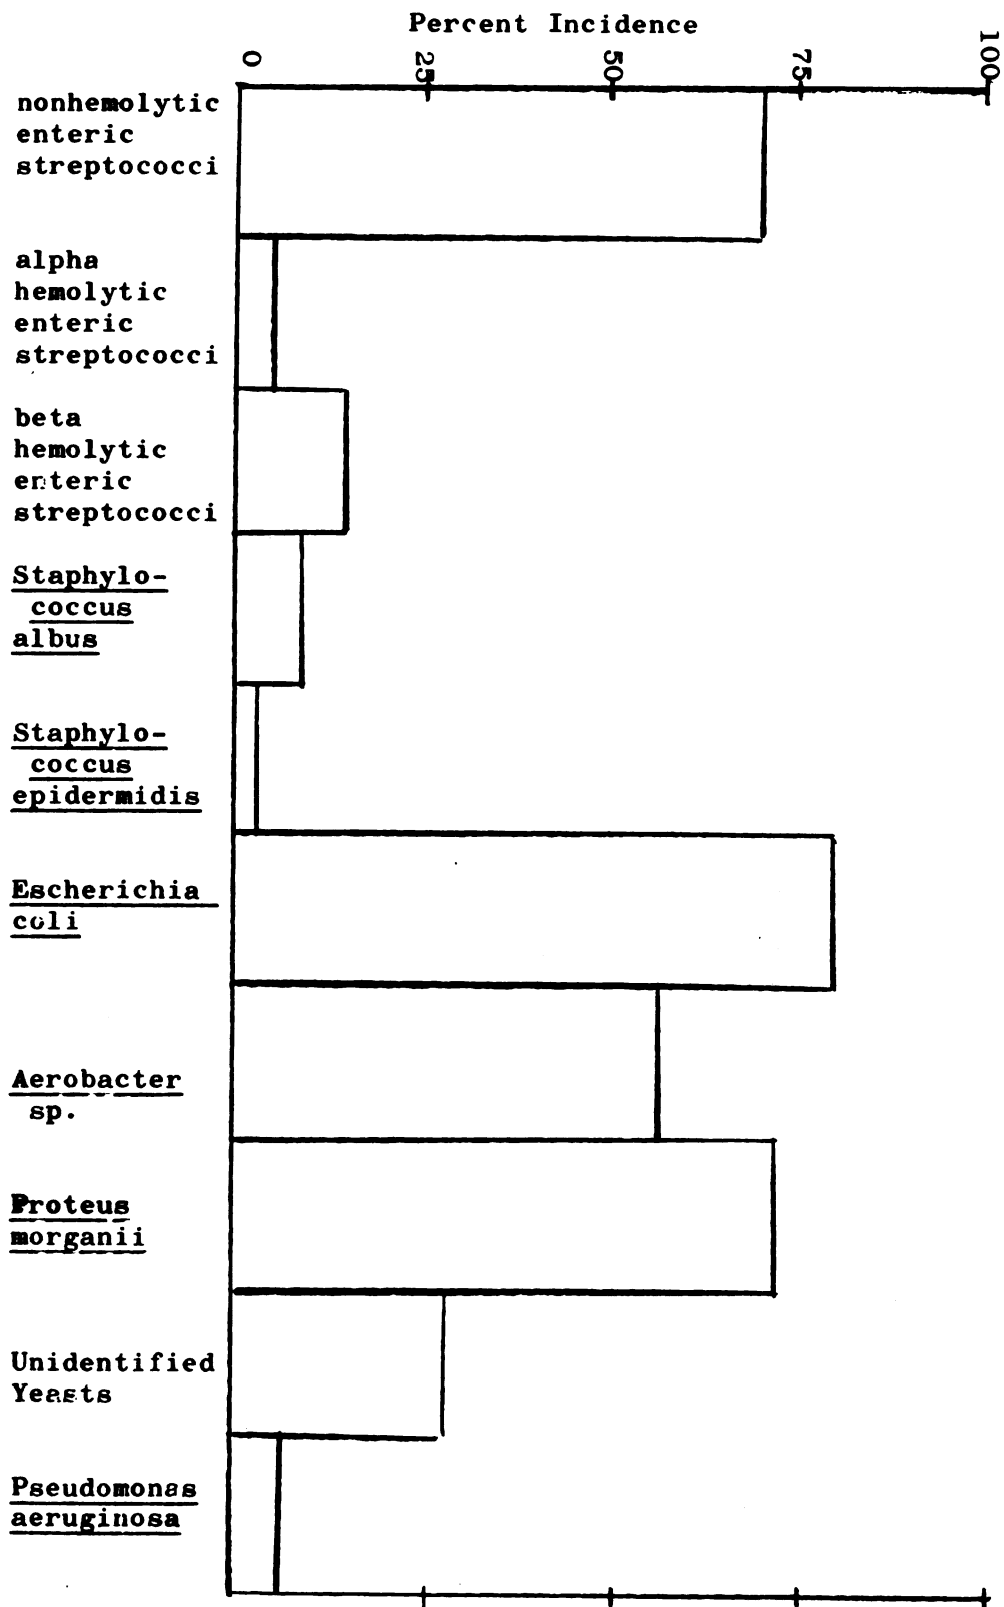 Percent Incidence
0 25 50 75 100
nonhemolytic
enteric
streptococci
alpha
hemolytic
enteric
streptococci
beta
hemolytic
enteric
streptococci
Staphylo-
coccus
albus
Staphylo-
coccus
epidermidis
Escherichia
coli
Aerobacter
sp.
Proteus
morganii
Unidentified
Yeasts
Pseudomonas
aeruginosa